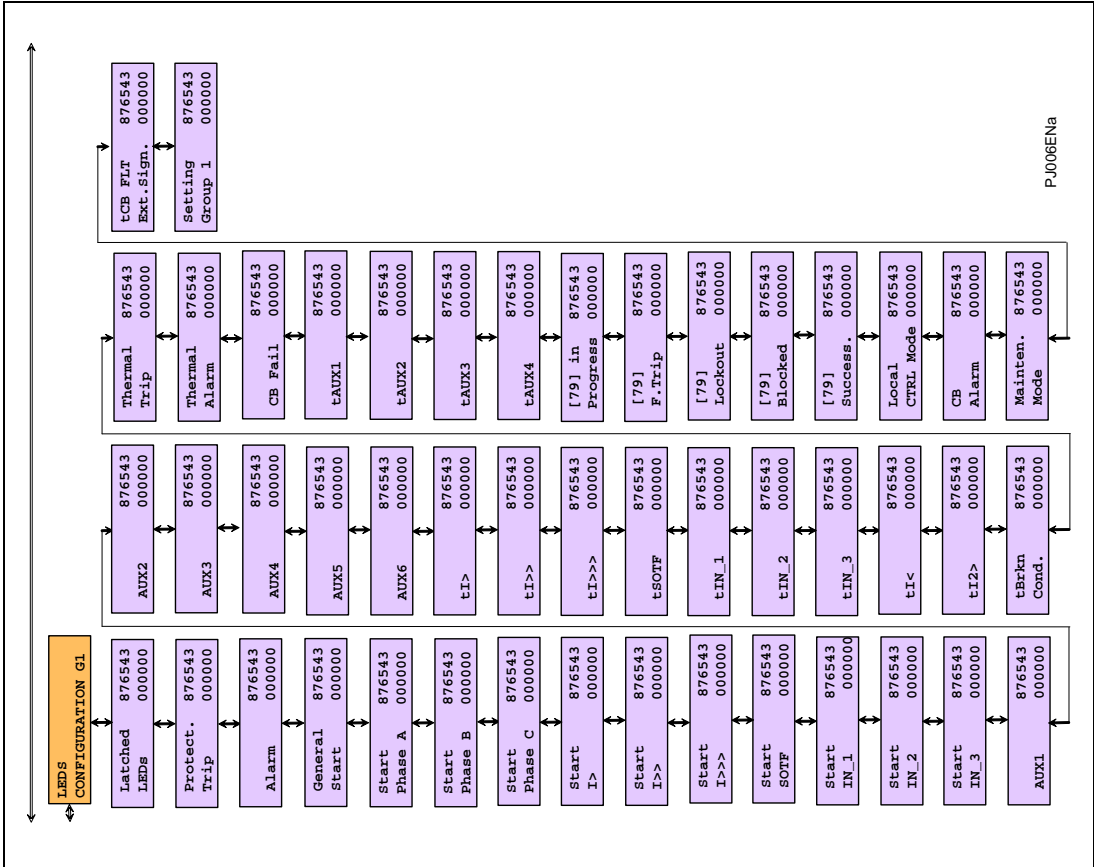 LEDs
CONFIGURATION G1
Latched 876543
LEDs 000000
Protect. 876543
Trip 000000
876543
Alarm 000000
General 876543
Start 000000
Start 876543
Phase A 000000
Start 876543
Phase B 000000
Start 876543
Phase C 000000
Start 876543
I> 000000
Start 876543
I>> 000000
Start 876543
I>>> 000000
Start 876543
SOTF 000000
Start 876543
IN_1 000000
Start 876543
IN_2 000000
Start 876543
IN_3 000000
876543
AUX1 000000
876543
AUX2 000000
876543
AUX3 000000
876543
AUX4 000000
876543
AUX5 000000
876543
AUX6 000000
876543
tI> 000000
876543
tI>> 000000
876543
tI>>> 000000
876543
tSOTF 000000
876543
tIN_1 000000
876543
tIN_2 000000
876543
tIN_3 000000
876543
tI< 000000
876543
tI2> 000000
tBrkn 876543
Cond. 000000
Thermal 876543
Trip 000000
Thermal 876543
Alarm 000000
876543
CB Fail 000000
876543
tAUX1 000000
876543
tAUX2 000000
876543
tAUX3 000000
876543
tAUX4 000000
[79] in 876543
Progress 000000
[79] 876543
F.Trip 000000
[79] 876543
Lockout 000000
[79] 876543
Blocked 000000
[79] 876543
Success. 000000
Local 876543
CTRL Mode 000000
CB 876543
Alarm 000000
Mainten. 876543
Mode 000000
tCB FLT 876543
Ext.Sign. 000000
Setting 876543
Group 1 000000
PJ006ENa